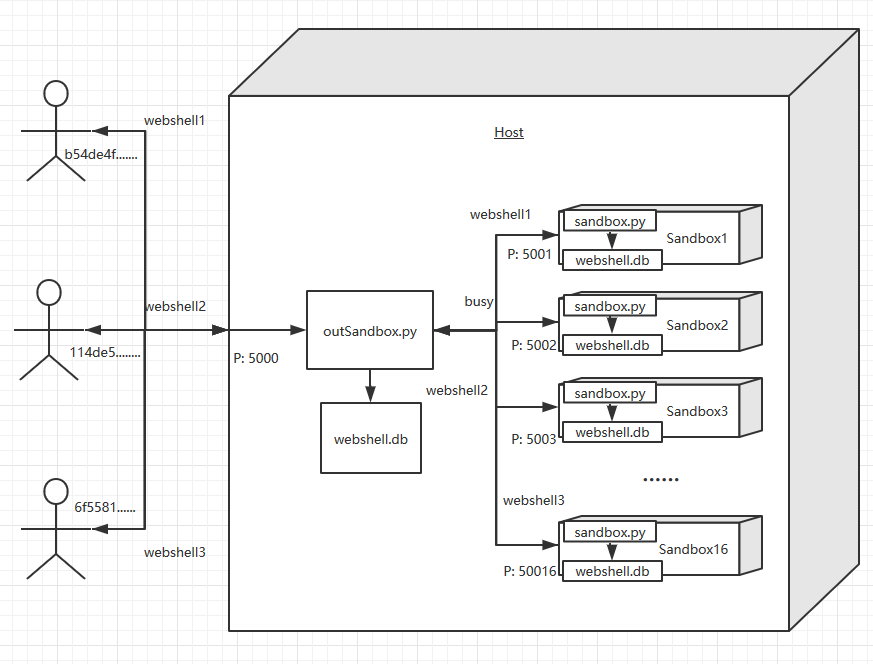 webshell1
b54de4f.......
webshell2
114de5........
6f5581......
webshell3
Host
P: 5000
outSandbox.py
webshell.db
busy
webshell1
P: 5001
sandbox.py
webshell.db
Sandbox1
P: 5002
sandbox.py
webshell.db
Sandbox2
webshell2
P: 5003
sandbox.py
webshell.db
Sandbox3
......
webshell3
P: 50016
sandbox.py
webshell.db
Sandbox16